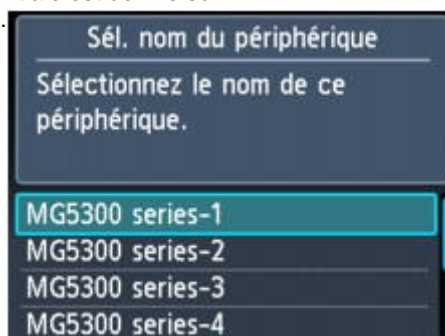 .
Sél. nom du périphérique
Sélectionnez le nom de ce
périphérique.
MG5300 series-1
MG5300 series-2
MG5300 series-3
MG5300 series-4